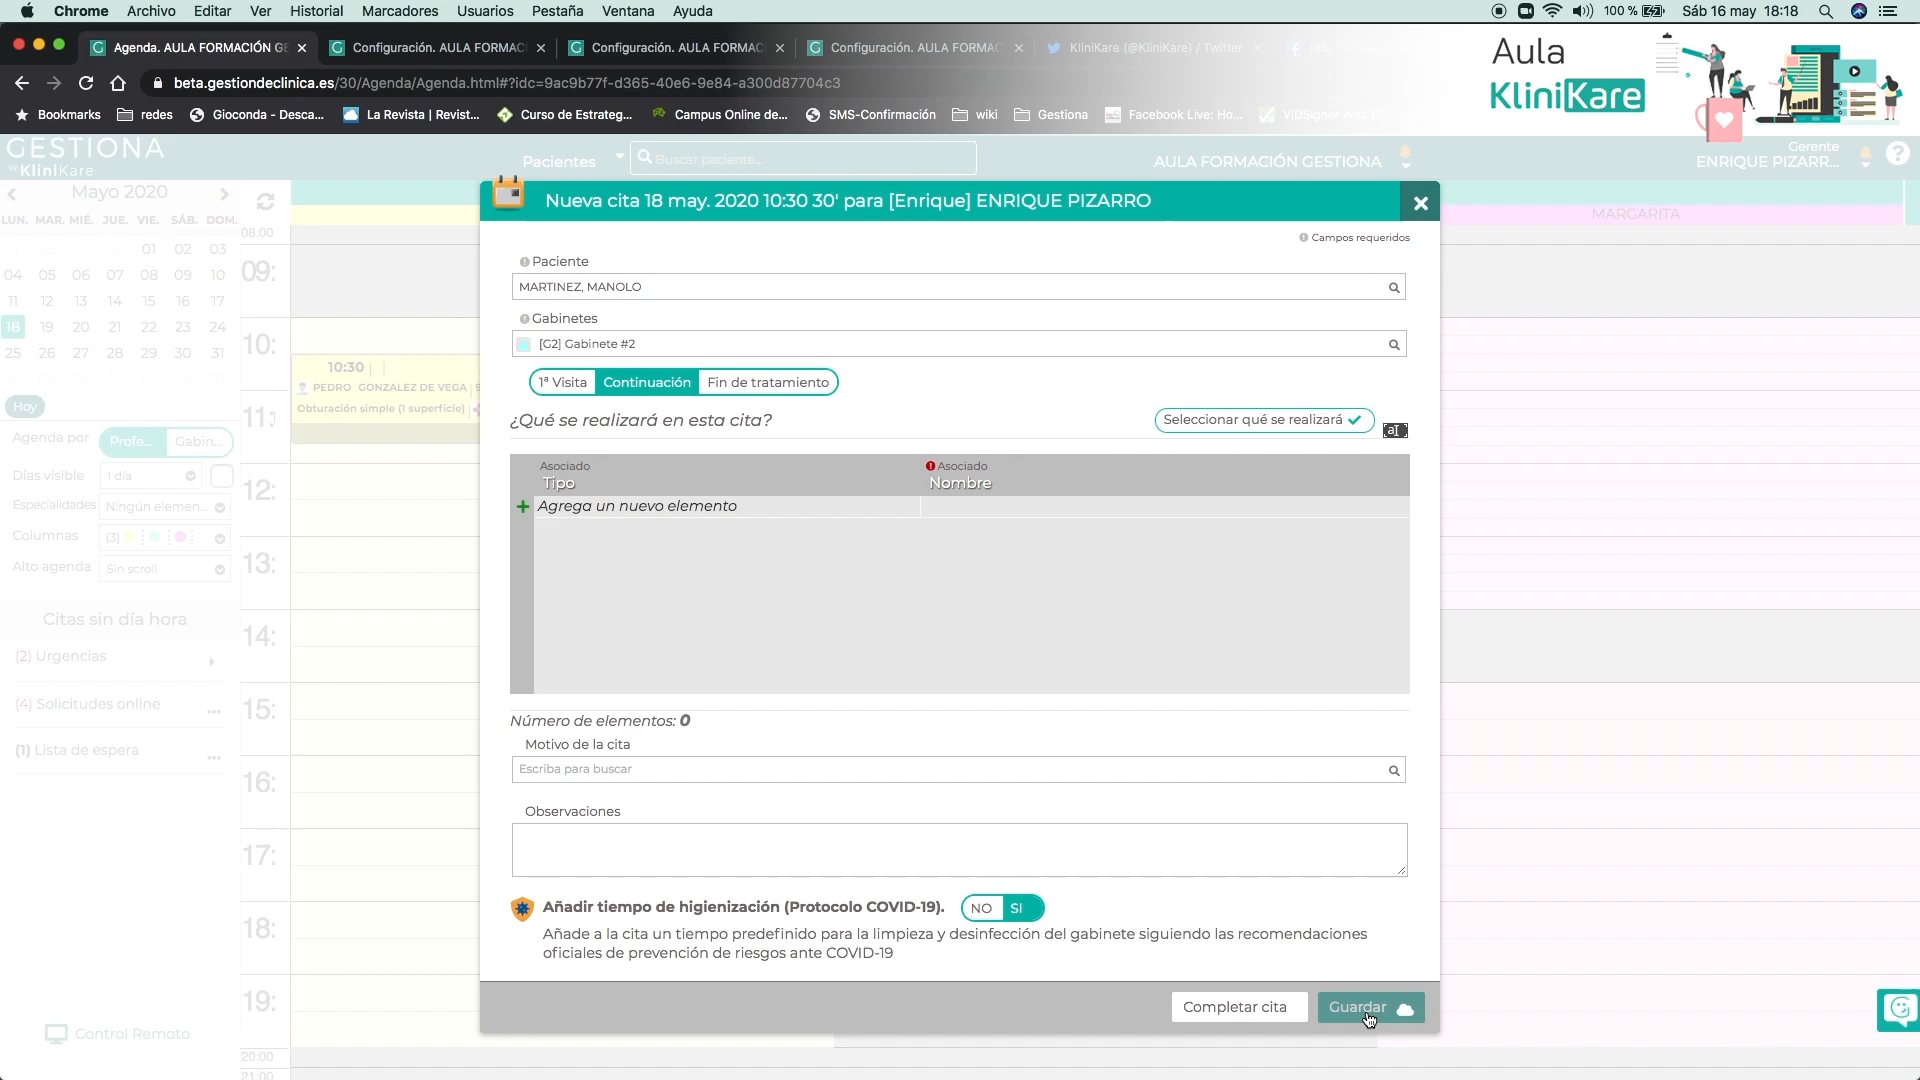 Chrome Archivo Editar Ver Historial Marcadores Usuarios Pestaña Ventana Ayuda
100 % Sáb 16 may 18:18
Agenda. AULA FORMACIÓN GE
Configuración. AULA FORMAC
Configuración. AULA FORMAC
Configuración. AULA FORMAC
KliniKare (@KliniKare) / Twitter
beta.gestiondeclinica.es/30/Agenda/Agenda.html#?idc=9ac9b77f-d365-40e6-9e84-a300d87704c3
Bookmarks redes Gioconda - Desca... La Revista | Revist... Curso de Estrateg... Campus Online de... SMS-Confirmación wiki Gestiona Facebook Live: Ho...
Aula
KliniKare
GESTIONA
by KliniKare
Pacientes
Buscar paciente...
AULA FORMACIÓN GESTIONA
Gerente
ENRIQUE PIZARR...
Mayo 2020
LUN. MAR. MIÉ. JUE. VIE. SÁB. DOM.
01 02 03
04 05 06 07 08 09 10
11 12 13 14 15 16 17
18 19 20 21 22 23 24
25 26 27 28 29 30 31
Hoy
Agenda por Profe... Gabin...
Días visible 1 día
Especialidades Ningún elemen...
Columnas (3)
Alto agenda Sin scroll
Citas sin día hora
(2) Urgencias
(4) Solicitudes online
(1) Lista de espera
Control Remoto
08:00
09:
10:
11:
12:
13:
14:
15:
16:
17:
18:
19:
20:00
21:00
10:30
PEDRO GONZALEZ DE VEGA
Obturación simple (1 superficie)
MARGARITA
Nueva cita 18 may. 2020 10:30 30' para [Enrique] ENRIQUE PIZARRO
Campos requeridos
Paciente
MARTINEZ, MANOLO
Gabinetes
[G2] Gabinete #2
1ª Visita Continuación Fin de tratamiento
¿Qué se realizará en esta cita?
Seleccionar qué se realizará
Asociado
Tipo
Asociado
Nombre
Agrega un nuevo elemento
Número de elementos: 0
Motivo de la cita
Escriba para buscar
Observaciones
Añadir tiempo de higienización (Protocolo COVID-19). NO SI
Añade a la cita un tiempo predefinido para la limpieza y desinfección del gabinete siguiendo las recomendaciones
oficiales de prevención de riesgos ante COVID-19
Completar cita
Guardar